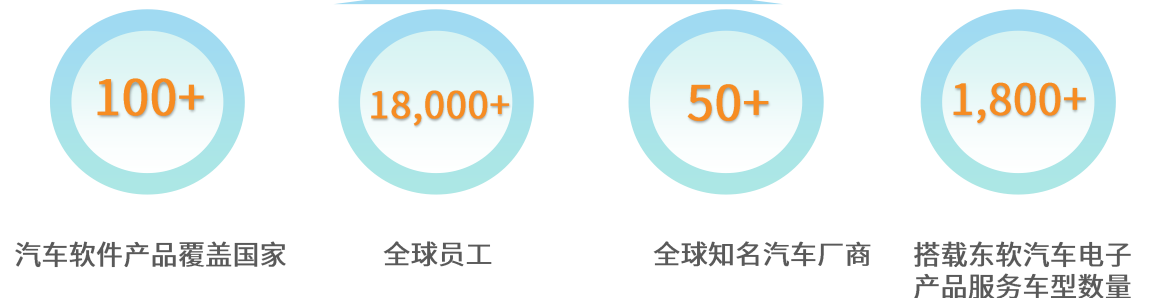 100+
18,000+
50+
1,800+
汽车软件产品覆盖国家
全球员工
全球知名汽车厂商
搭载东软汽车电子
产品服务车型数量